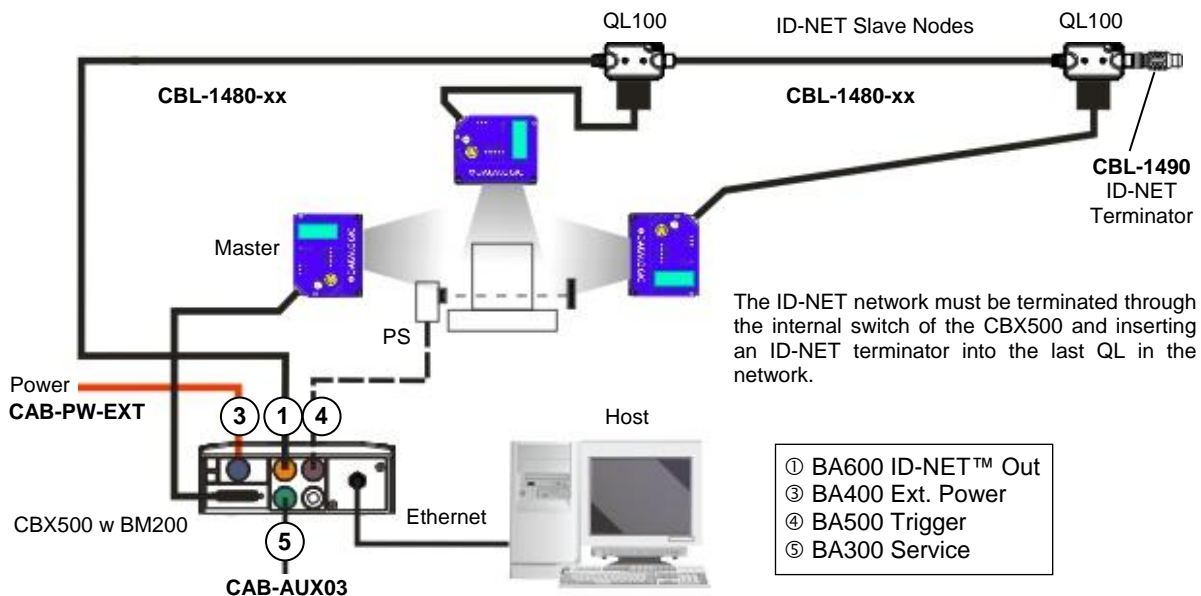 QL100
ID-NET Slave Nodes
QL100
CBL-1480-xx
CBL-1480-xx
CBL-1490
ID-NET
Terminator
Master
The ID-NET network must be terminated through
the internal switch of the CBX500 and inserting
an ID-NET terminator into the last QL in the
network.
PS
Power
CAB-PW-EXT
3
1
4
Host
① BA600 ID-NET™ Out
③ BA400 Ext. Power
④ BA500 Trigger
⑤ BA300 Service
CBX500 w BM200
Ethernet
5
CAB-AUX03